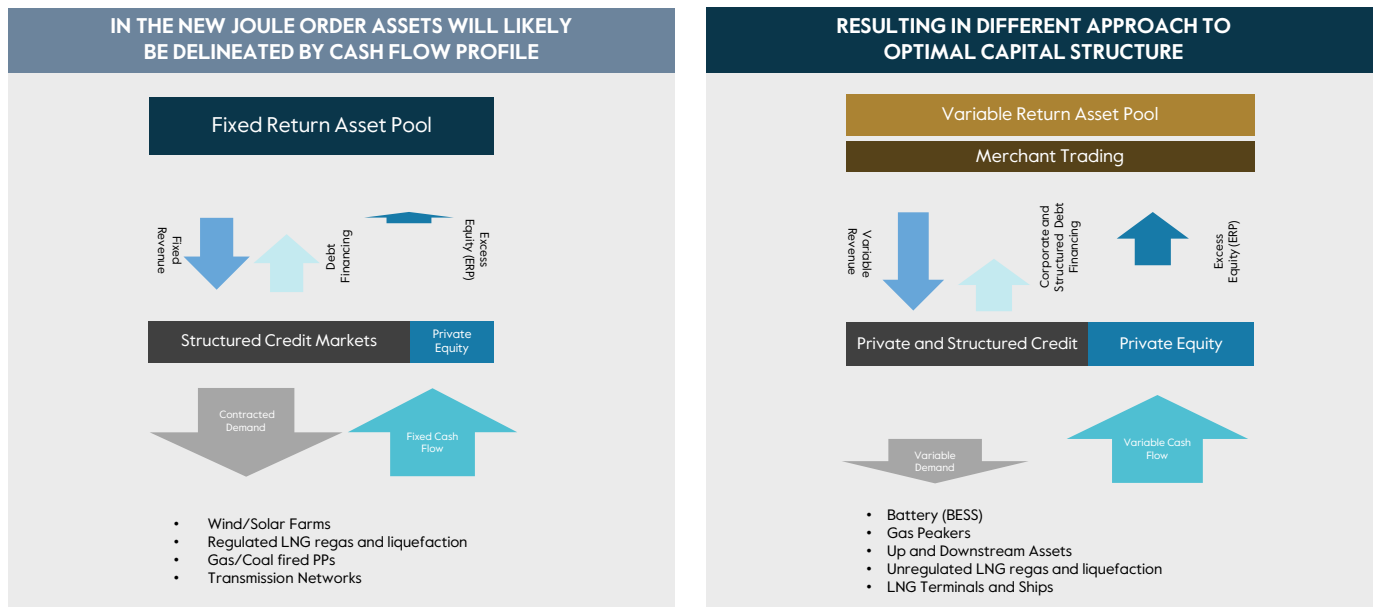 IN THE NEW JOULE ORDER ASSETS WILL LIKELY
BE DELINEATED BY CASH FLOW PROFILE
Fixed Return Asset Pool
Fixed
Revenue
Debt
Financing
Excess
Equity (ERP)
Structured Credit Markets
Private
Equity
Contracted
Demand
Fixed Cash
Flow
• Wind/Solar Farms
• Regulated LNG regas and liquefaction
• Gas/Coal fired PPs
• Transmission Networks
RESULTING IN DIFFERENT APPROACH TO
OPTIMAL CAPITAL STRUCTURE
Variable Return Asset Pool
Merchant Trading
Variable
Revenue
Corporate and
Structured Debt
Financing
Excess
Equity (ERP)
Private and Structured Credit
Private Equity
Variable
Demand
Variable Cash
Flow
• Battery (BESS)
• Gas Peakers
• Up and Downstream Assets
• Unregulated LNG regas and liquefaction
• LNG Terminals and Ships